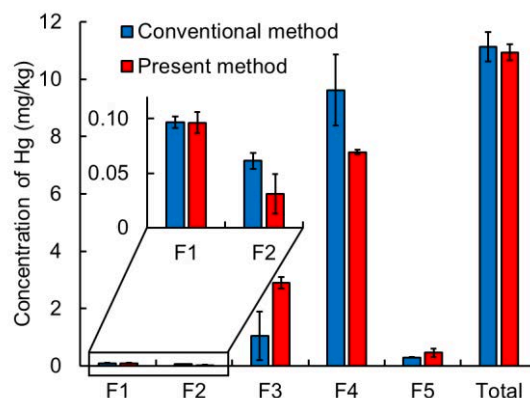 Concentration of Hg (mg/kg)
12
10
8
6
4
2
0
Conventional method
Present method
0.10
0.05
0
F1 F2
F1 F2 F3 F4 F5 Total